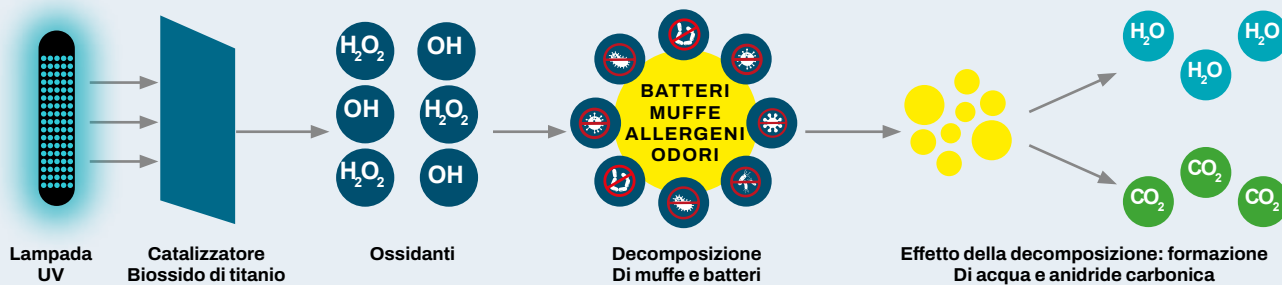 H₂O₂
OH
OH
H₂O₂
H₂O₂
OH
BATTERI
MUFFE
ALLERGENI
ODORI
H₂O
H₂O
H₂O
CO₂
CO₂
CO₂
Lampada
UV
Catalizzatore
Biossido di titanio
Ossidanti
Decomposizione
Di muffe e batteri
Effetto della decomposizione: formazione
Di acqua e anidride carbonica